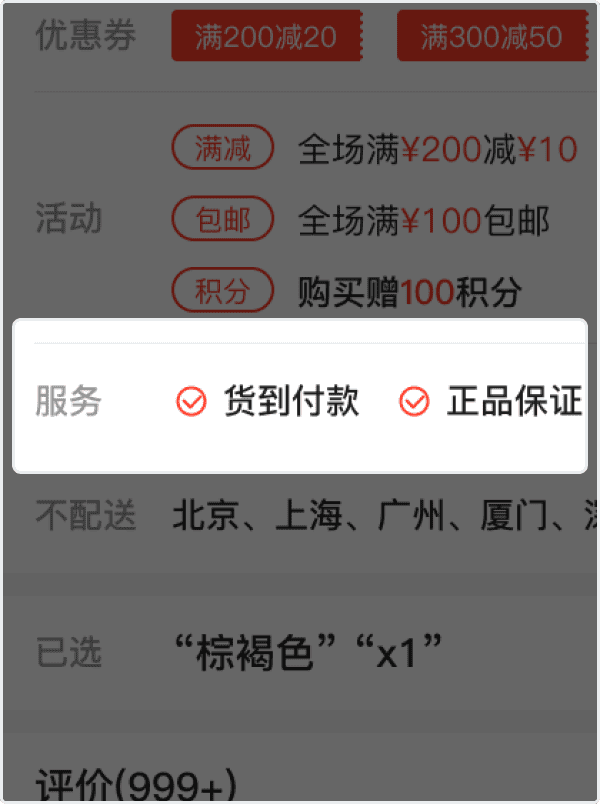 优惠券 满200减20 满300减50
满减 全场满¥200减¥10
活动 包邮 全场满¥100包邮
积分 购买赠100积分
服务 货到付款 正品保证
不配送 北京、上海、广州、厦门、
已选 “棕褐色”“x1”
评价(999+)